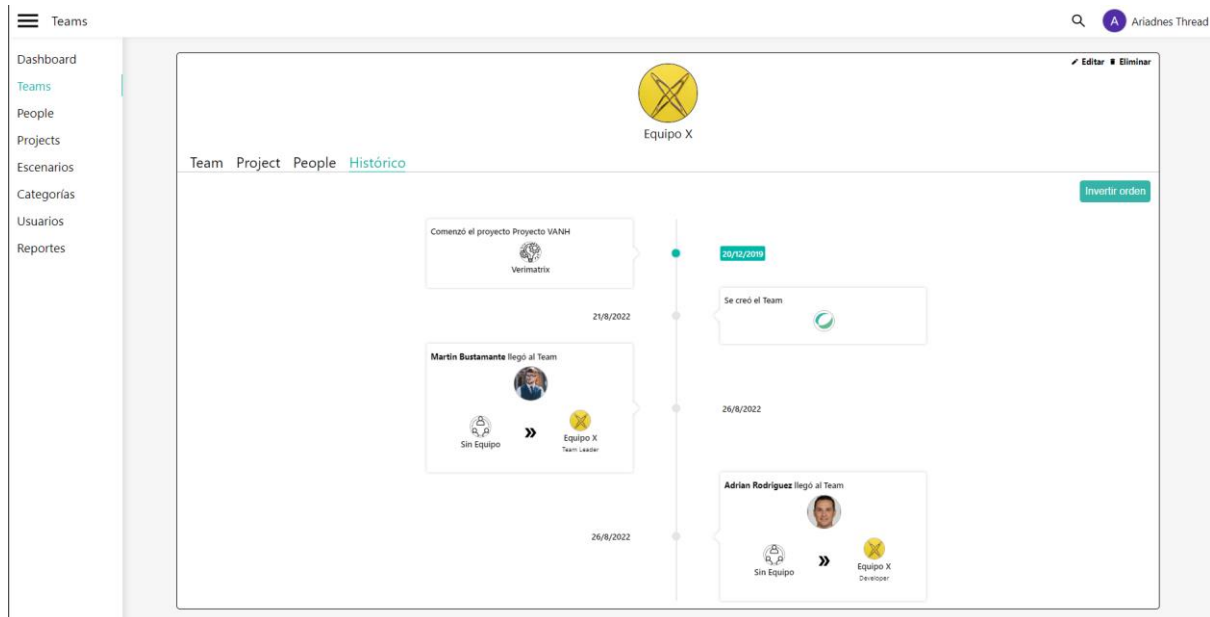 Teams
A
Ariadnes Thread
Dashboard
Teams
People
Projects
Escenarios
Categorías
Usuarios
Reportes
Editar Eliminar
Equipo X
Team Project People Histórico
Invertir orden
Comenzó el proyecto Proyecto VANH
Verimatrix
20/12/2019
21/8/2022
Se creó el Team
Martin Bustamante llegó al Team
Sin Equipo
»
Equipo X
Team Leader
26/8/2022
26/8/2022
Adrian Rodriguez llegó al Team
Sin Equipo
»
Equipo X
Developer